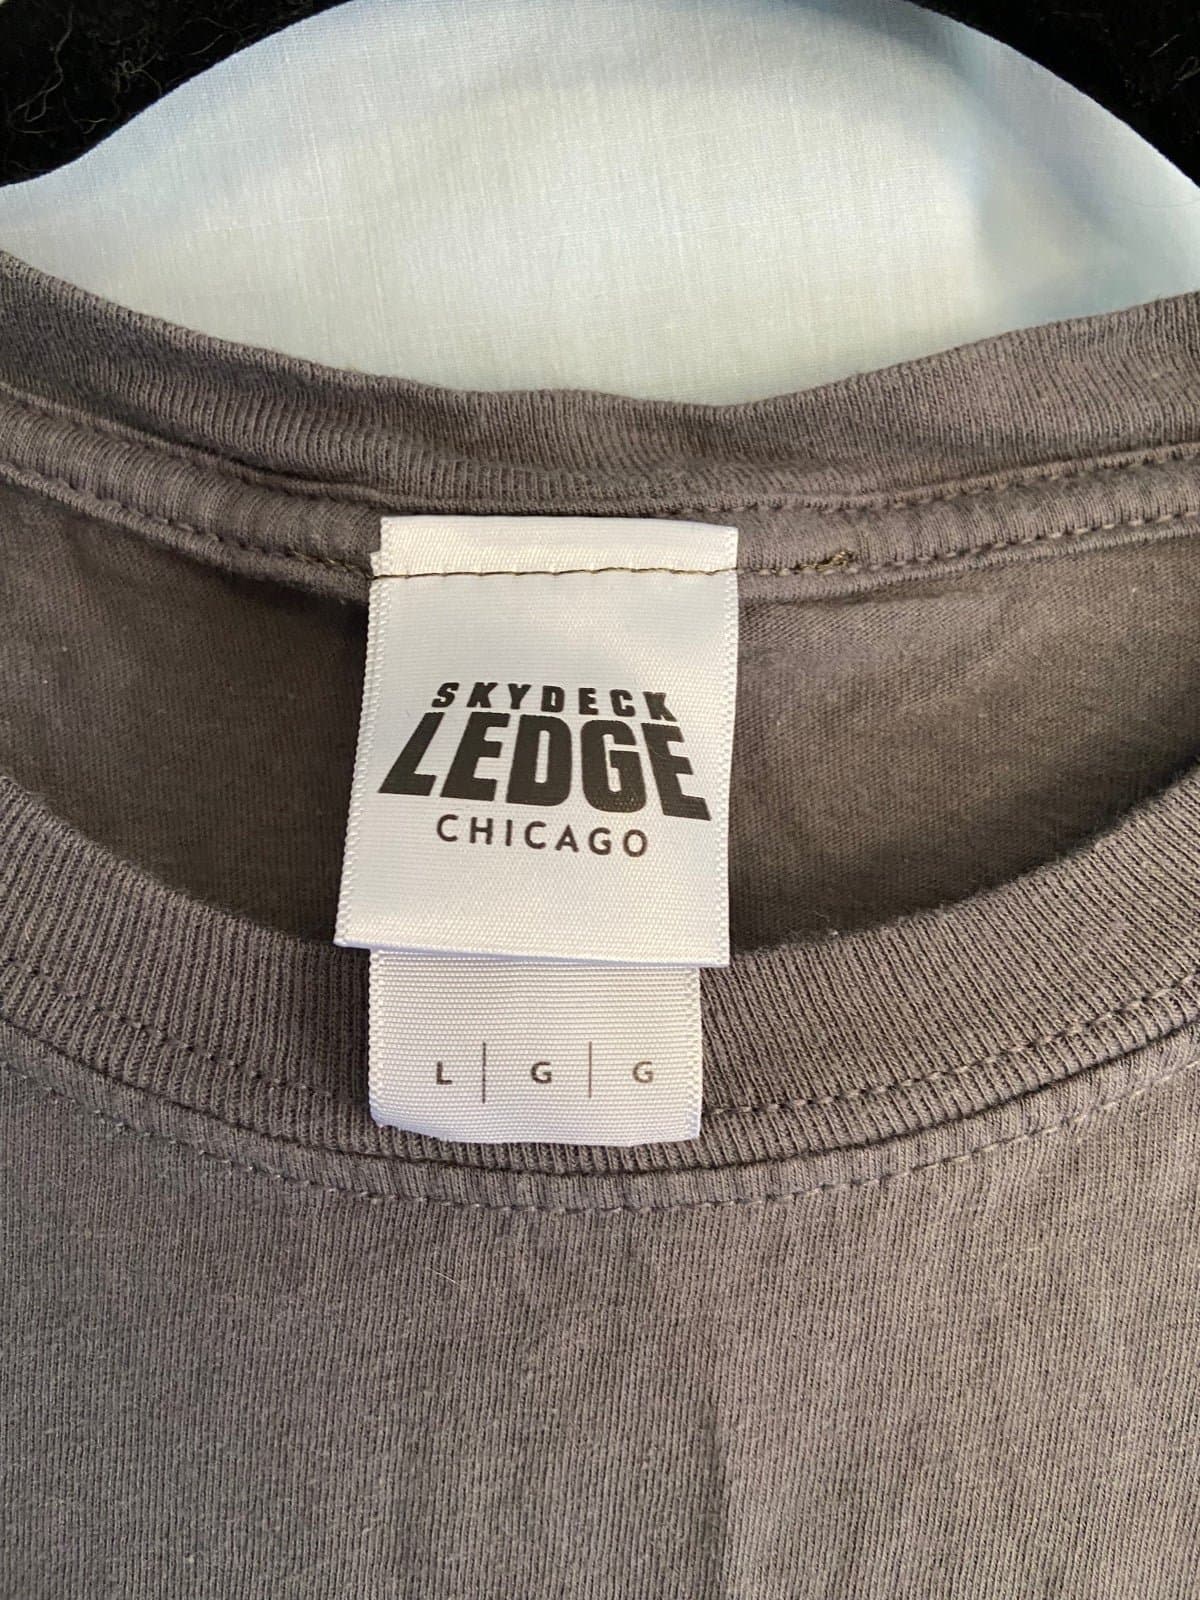 SKYDECK
LEDGE
CHICAGO
L | G | G